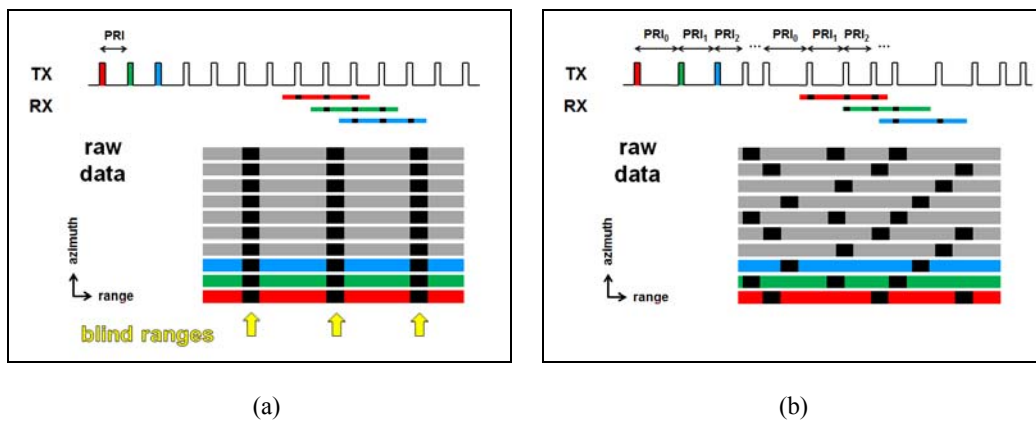 PRI
TX
RX
raw
data
azimuth
range
blind ranges
(a)
PRI0 PRI1 PRI2 ... PRI0 PRI1 PRI2 ...
TX
RX
raw
data
azimuth
range
(b)